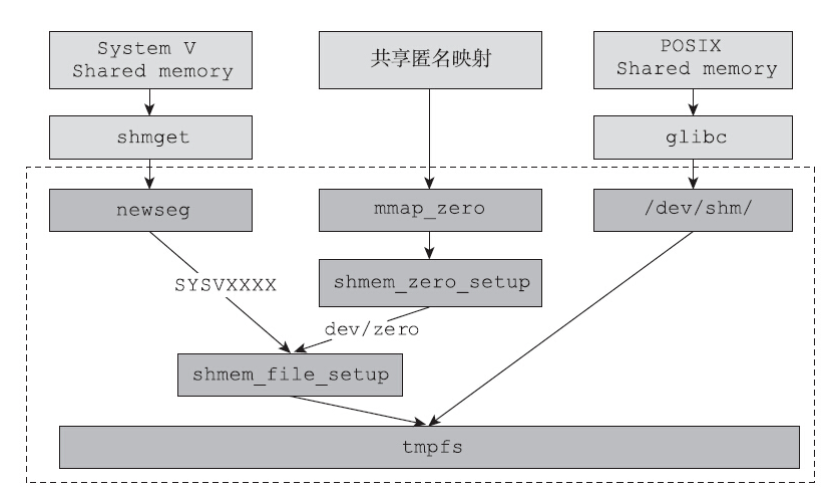 System V
Shared memory
共享匿名映射
POSIX
Shared memory
shmget
glibc
newseg
mmap_zero
/dev/shm/
SYSVXXXX
shmem_zero_setup
dev/zero
shmem_file_setup
tmpfs